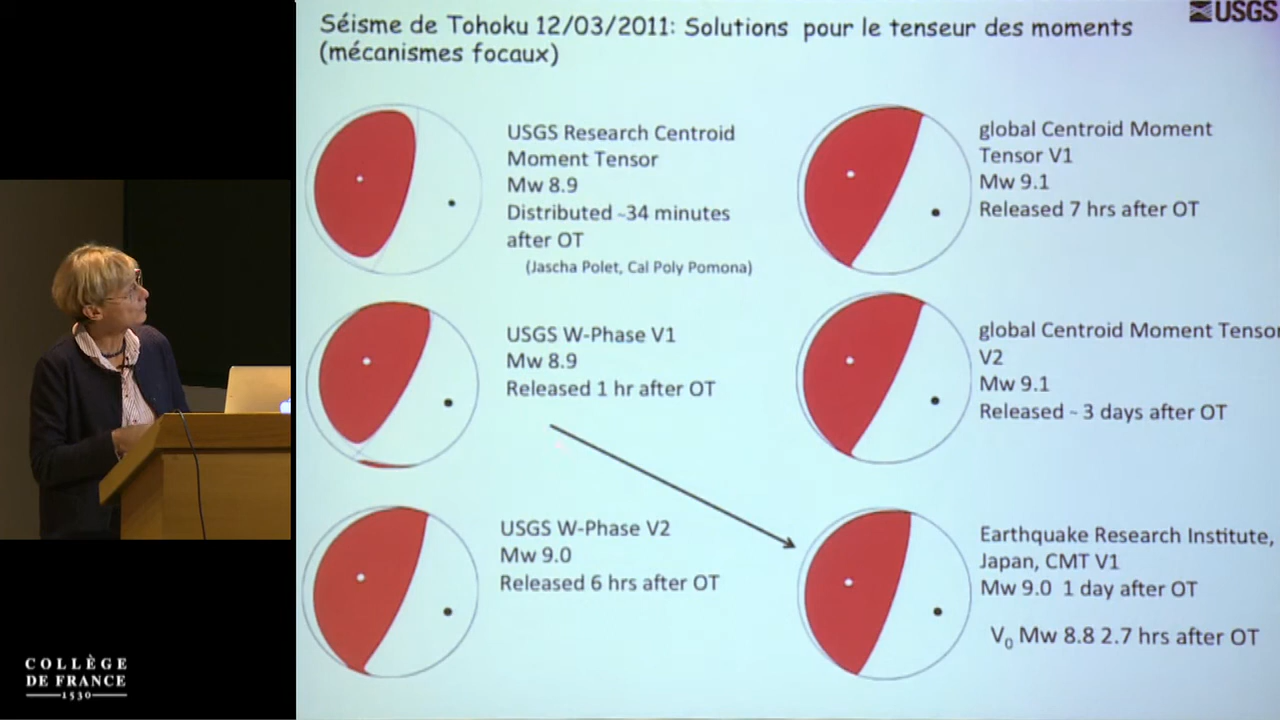 Séisme de Tohoku 12/03/2011: Solutions pour le tenseur des moments
(mécanismes focaux)
USGS
USGS Research Centroid
Moment Tensor
Mw 8.9
Distributed ~34 minutes
after OT
(Jascha Polet, Cal Poly Pomona)
global Centroid Moment
Tensor V1
Mw 9.1
Released 7 hrs after OT
USGS W-Phase V1
Mw 8.9
Released 1 hr after OT
global Centroid Moment Tensor
V2
Mw 9.1
Released ~ 3 days after OT
USGS W-Phase V2
Mw 9.0
Released 6 hrs after OT
Earthquake Research Institute,
Japan, CMT V1
Mw 9.0 1 day after OT
V0 Mw 8.8 2.7 hrs after OT
COLLÈGE
DE FRANCE
1530